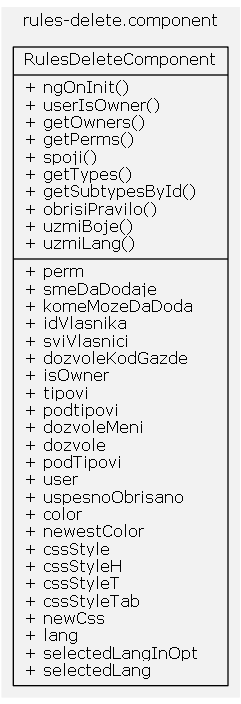 rules-delete.component
RulesDeleteComponent
+ ngOnInit()
+ userIsOwner()
+ getOwners()
+ getPerms()
+ spoji()
+ getTypes()
+ getSubtypesById()
+ obrisiPravilo()
+ uzmiBoje()
+ uzmiLang()
+ perm
+ smeDaDodaje
+ komeMozeDaDoda
+ idVlasnika
+ sviVlasnici
+ dozvoleKodGazde
+ isOwner
+ tipovi
+ podtipovi
+ dozvoleMeni
+ dozvole
+ podTipovi
+ user
+ uspesnoObrisano
+ color
+ newestColor
+ cssStyle
+ cssStyleH
+ cssStyleT
+ cssStyleTab
+ newCss
+ lang
+ selectedLangInOpt
+ selectedLang